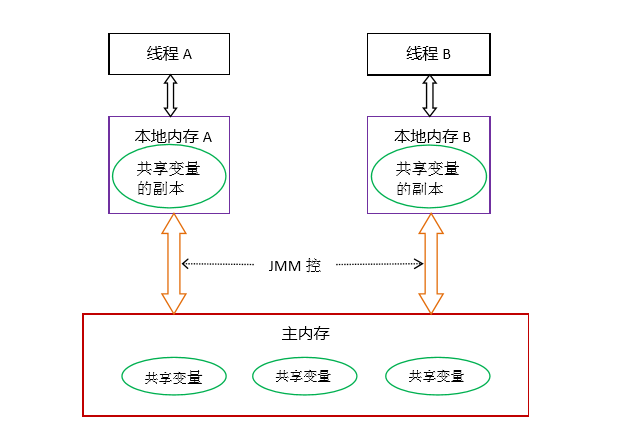 线程 A
线程 B
本地内存 A
共享变量
的副本
本地内存 B
共享变量
的副本
JMM 控
主内存
共享变量
共享变量
共享变量